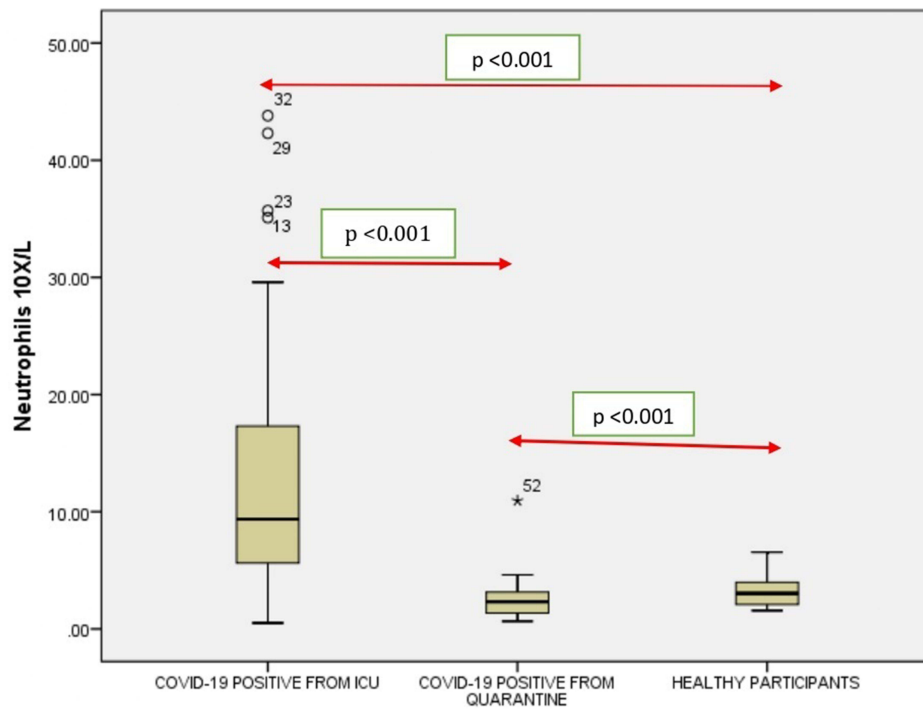 50.00
p <0.001
32
40.00
29
23
13
p <0.001
30.00
Neutrophils 10X/L
20.00
p <0.001
52
10.00
.00
COVID-19 POSITIVE FROM ICU
COVID-19 POSITIVE FROM
QUARANTINE
HEALTHY PARTICIPANTS